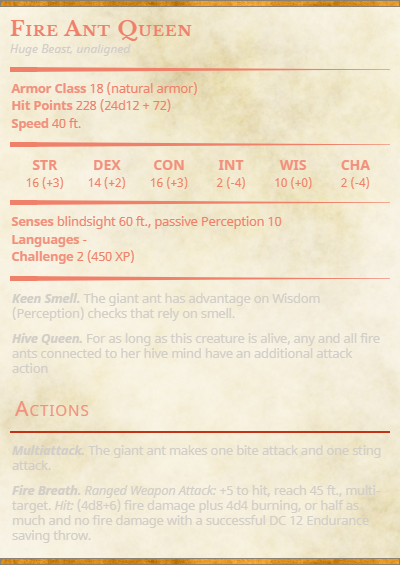 Fire Ant Queen
Huge Beast, unaligned
Armor Class 18 (natural armor)
Hit Points 228 (24d12 + 72)
Speed 40 ft.
STR DEX CON INT WIS CHA
16 (+3) 14 (+2) 16 (+3) 2 (-4) 10 (+0) 2 (-4)
Senses blindsight 60 ft., passive Perception 10
Languages -
Challenge 2 (450 XP)
Keen Smell. The giant ant has advantage on Wisdom
(Perception) checks that rely on smell.
Hive Queen. For as long as this creature is alive, any and all fire
ants connected to her hive mind have an additional attack
action
Actions
Multiattack. The giant ant makes one bite attack and one sting
attack.
Fire Breath. Ranged Weapon Attack: +5 to hit, reach 45 ft., multi-
target. Hit: (4d8+6) fire damage plus 4d4 burning, or half as
much and no fire damage with a successful DC 12 Endurance
saving throw.